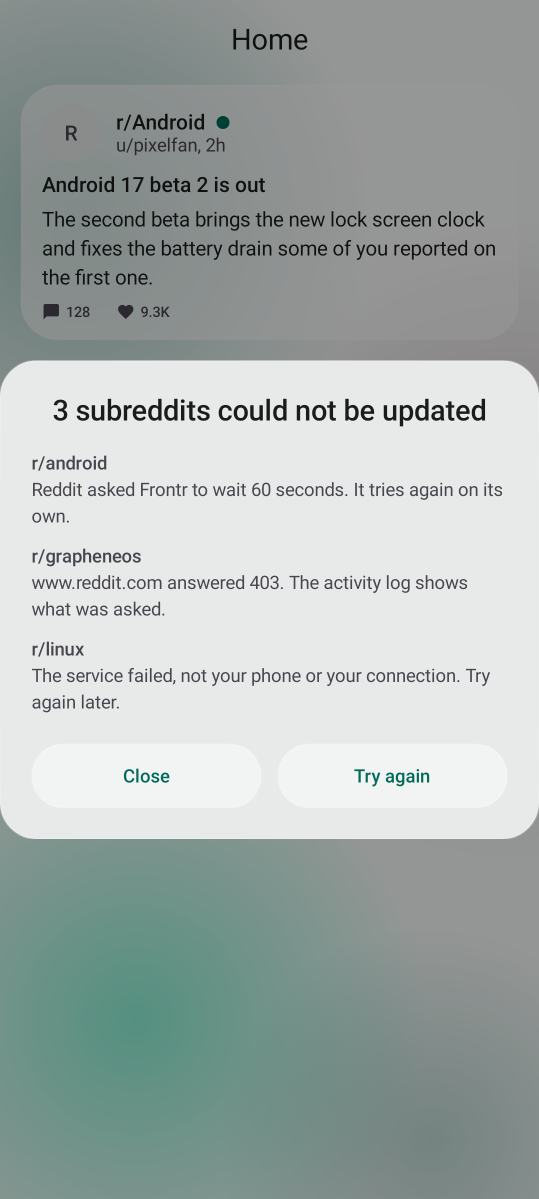 Home
R
r/Android
u/pixelfan, 2h
Android 17 beta 2 is out
The second beta brings the new lock screen clock
and fixes the battery drain some of you reported on
the first one.
128 9.3K
3 subreddits could not be updated
r/android
Reddit asked Frontr to wait 60 seconds. It tries again on its
own.
r/grapheneos
www.reddit.com answered 403. The activity log shows
what was asked.
r/linux
The service failed, not your phone or your connection. Try
again later.
Close Try again